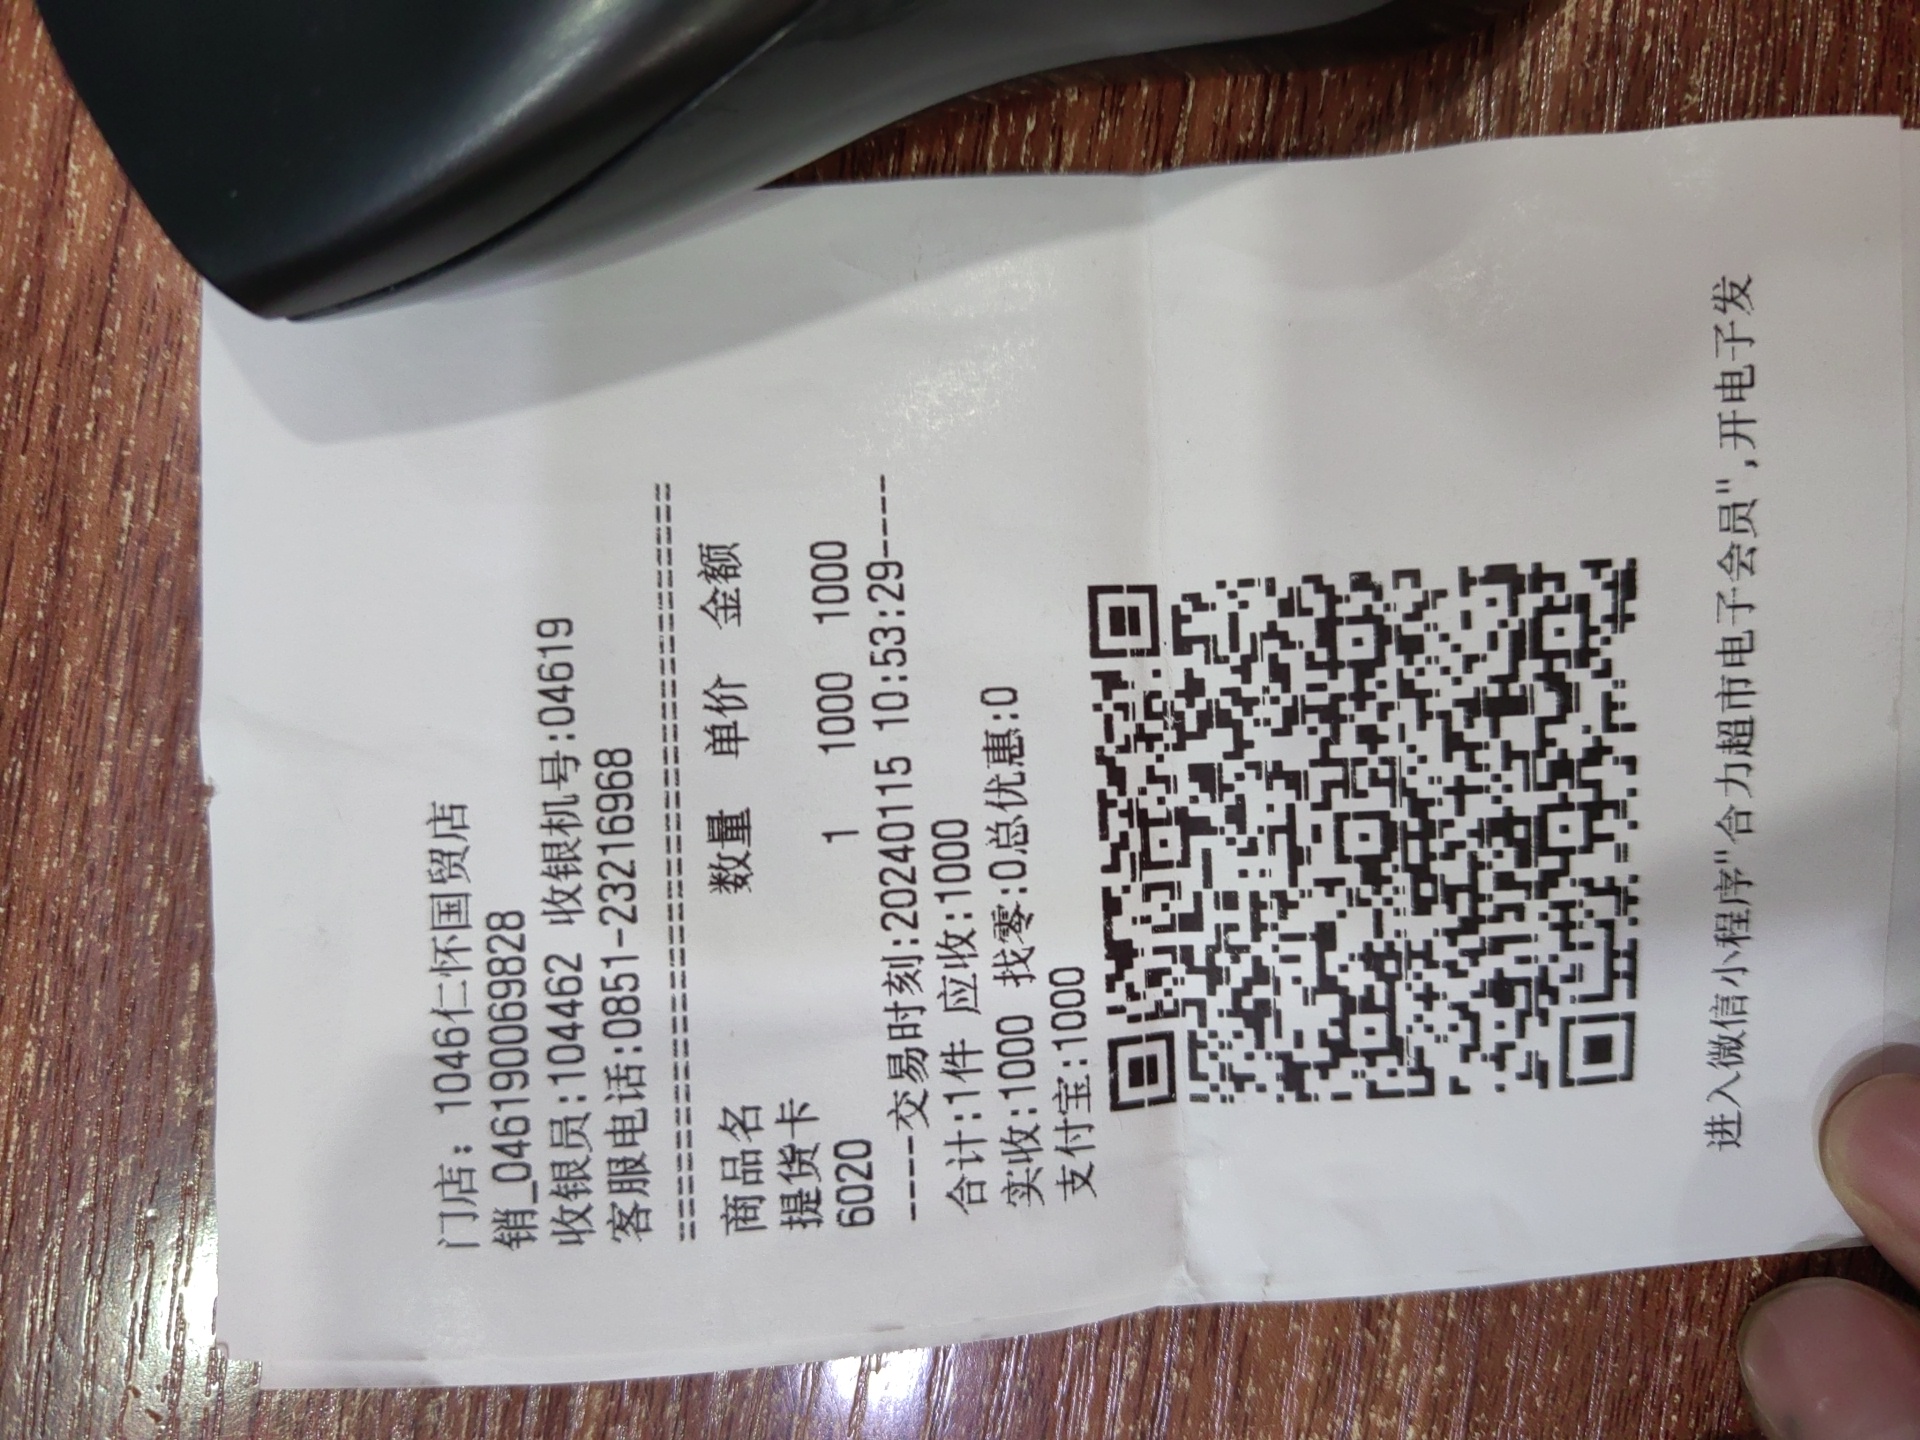 门店: 1046仁怀国贸店
销_046190069828
收银员:104462 收银机号:04619
客服电话:0851-23216968
==========================================
商品名 数量 单价 金额
提货卡
6020 1 1000 1000
-----交易时刻:20240115 10:53:29-----
合计:1件 应收:1000
实收:1000 找零:0总优惠:0
支付宝:1000
进入微信小程序"合力超市电子会员",开电子发